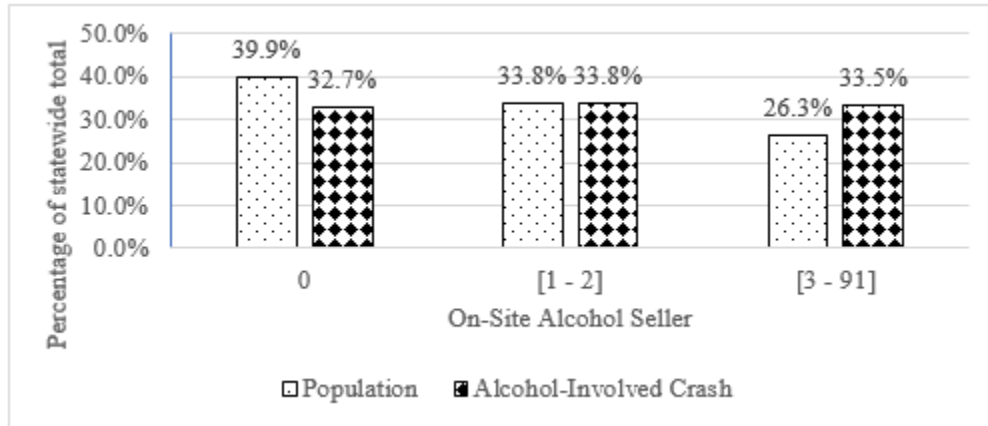 Percentage of statewide total
50.0%
40.0%
30.0%
20.0%
10.0%
0.0%
39.9%
32.7%
33.8%
33.8%
26.3%
33.5%
0
[1 - 2]
[3 - 91]
On-Site Alcohol Seller
Population
Alcohol-Involved Crash